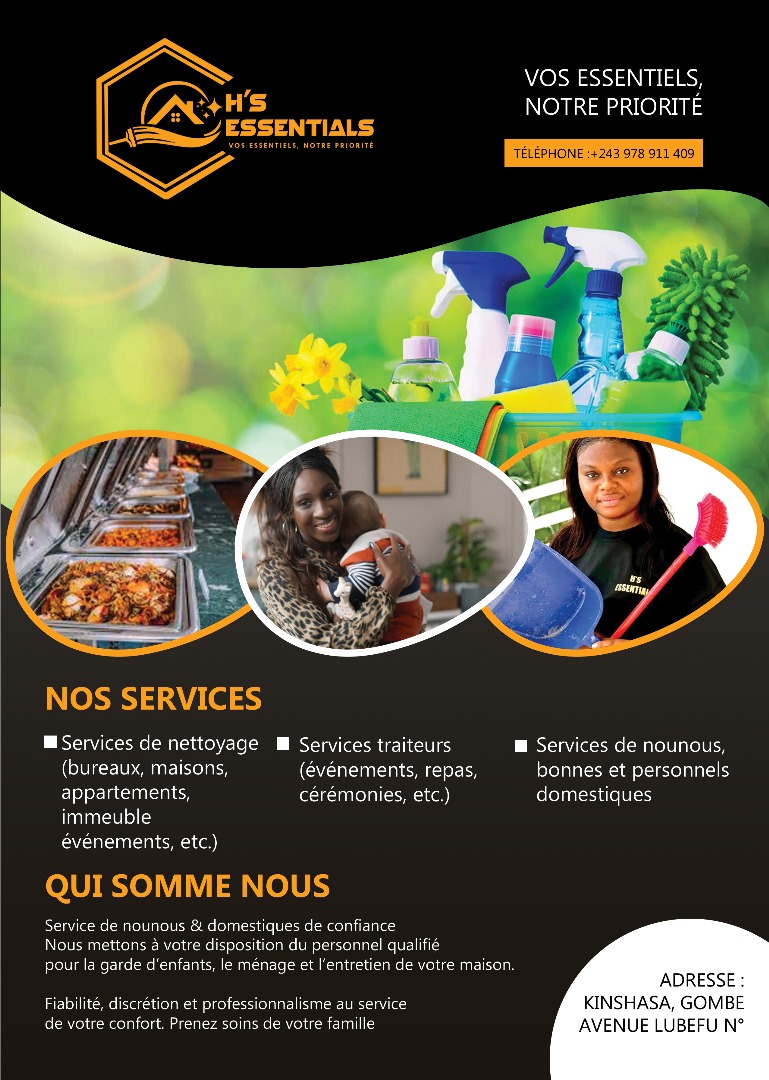 H'S
ESSENTIALS
VOS ESSENTIELS, NOTRE PRIORITÉ
VOS ESSENTIELS,
NOTRE PRIORITÉ
TÉLÉPHONE :+243 978 911 409
H'S
ESSENTIAL
NOS SERVICES
Services de nettoyage
(bureaux, maisons,
appartements,
immeuble
événements, etc.)
Services traiteurs
(événements, repas,
cérémonies, etc.)
Services de nounous,
bonnes et personnels
domestiques
QUI SOMME NOUS
Service de nounous & domestiques de confiance
Nous mettons à votre disposition du personnel qualifié
pour la garde d'enfants, le ménage et l'entretien de votre maison.
Fiabilité, discrétion et professionnalisme au service
de votre confort. Prenez soins de votre famille
ADRESSE :
KINSHASA, GOMBE
AVENUE LUBEFU N°